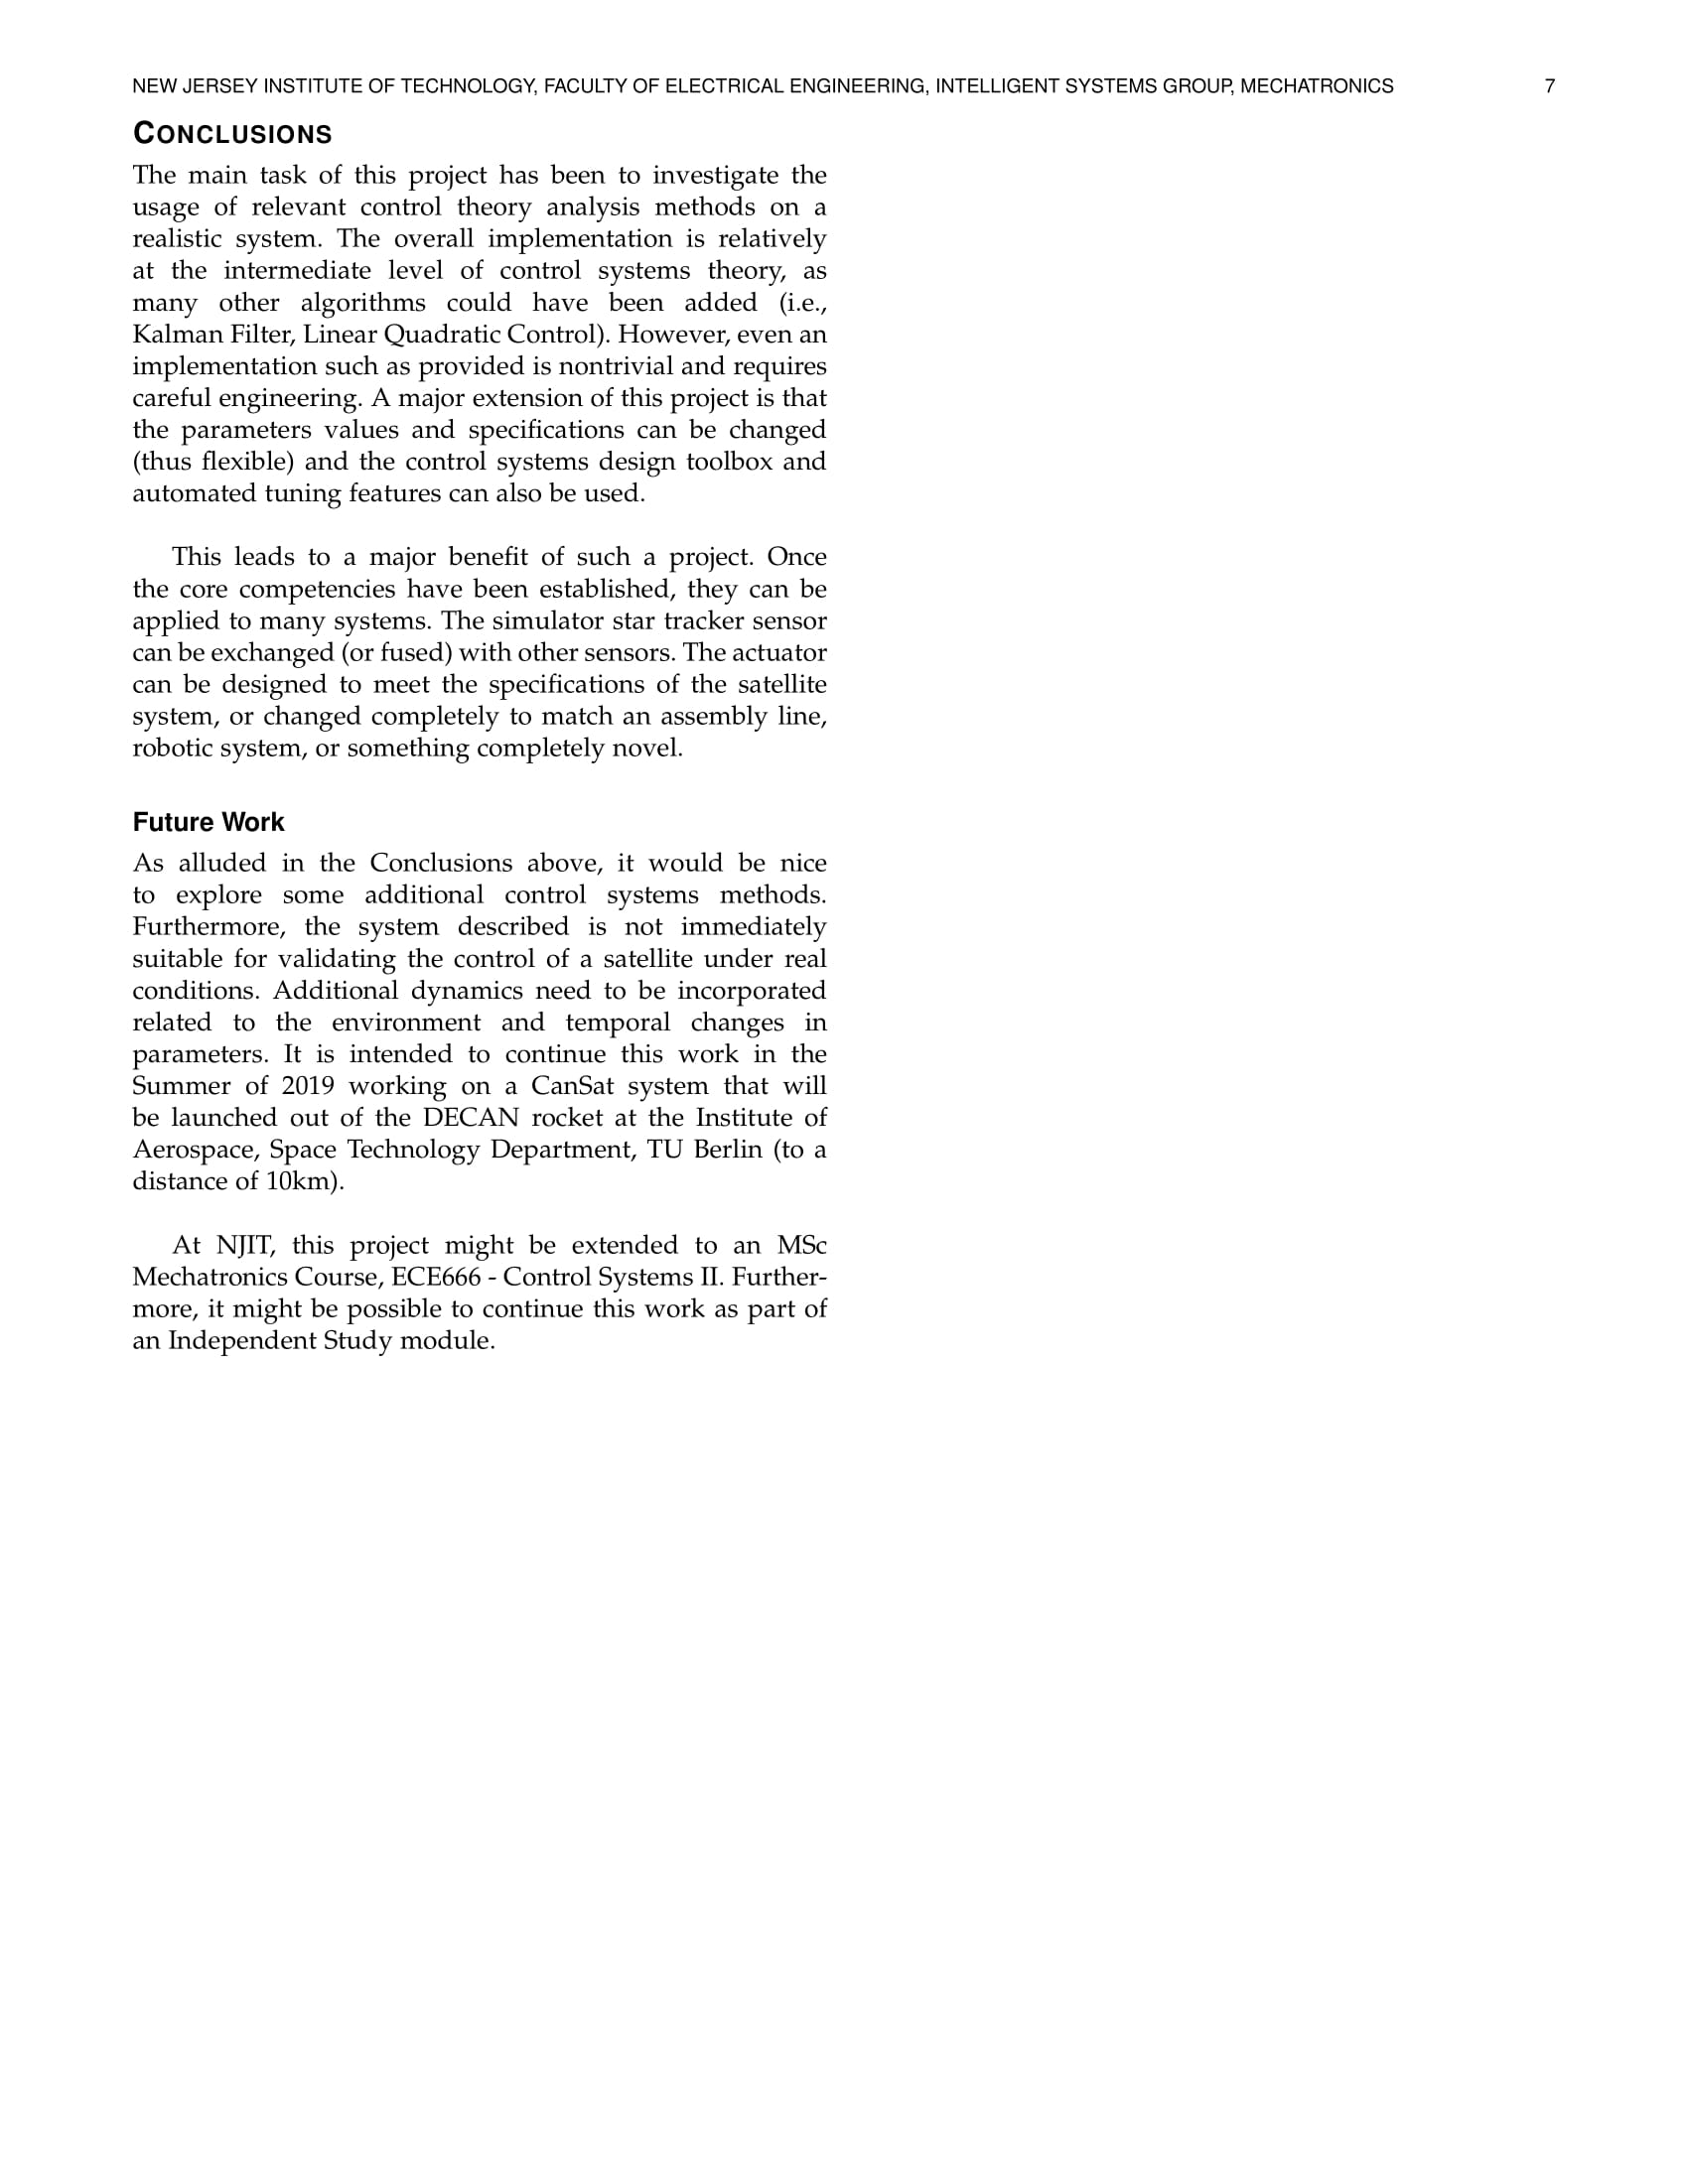 NEW JERSEY INSTITUTE OF TECHNOLOGY, FACULTY OF ELECTRICAL ENGINEERING, INTELLIGENT SYSTEMS GROUP, MECHATRONICS 7
CONCLUSIONS
The main task of this project has been to investigate the
usage of relevant control theory analysis methods on a
realistic system. The overall implementation is relatively
at the intermediate level of control systems theory, as
many other algorithms could have been added (i.e.,
Kalman Filter, Linear Quadratic Control). However, even an
implementation such as provided is nontrivial and requires
careful engineering. A major extension of this project is that
the parameters values and specifications can be changed
(thus flexible) and the control systems design toolbox and
automated tuning features can also be used.
This leads to a major benefit of such a project. Once
the core competencies have been established, they can be
applied to many systems. The simulator star tracker sensor
can be exchanged (or fused) with other sensors. The actuator
can be designed to meet the specifications of the satellite
system, or changed completely to match an assembly line,
robotic system, or something completely novel.
Future Work
As alluded in the Conclusions above, it would be nice
to explore some additional control systems methods.
Furthermore, the system described is not immediately
suitable for validating the control of a satellite under real
conditions. Additional dynamics need to be incorporated
related to the environment and temporal changes in
parameters. It is intended to continue this work in the
Summer of 2019 working on a CanSat system that will
be launched out of the DECAN rocket at the Institute of
Aerospace, Space Technology Department, TU Berlin (to a
distance of 10km).
At NJIT, this project might be extended to an MSc
Mechatronics Course, ECE666 - Control Systems II. Further-
more, it might be possible to continue this work as part of
an Independent Study module.